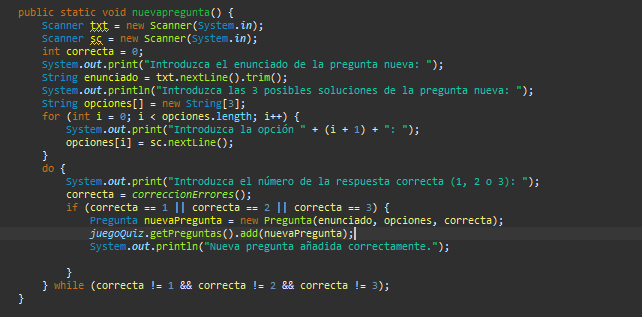 public static void nuevapregunta() {
Scanner txt = new Scanner(System.in);
Scanner sc = new Scanner(System.in);
int correcta = 0;
System.out.print("Introduzca el enunciado de la pregunta nueva: ");
String enunciado = txt.nextLine().trim();
System.out.println("Introduzca las 3 posibles soluciones de la pregunta nueva: ");
String opciones[] = new String[3];
for (int i = 0; i < opciones.length; i++) {
System.out.print("Introduzca la opción " + (i + 1) + ": ");
opciones[i] = sc.nextLine();
}
do {
System.out.print("Introduzca el número de la respuesta correcta (1, 2 o 3): ");
correcta = correccionErrores();
if (correcta == 1 || correcta == 2 || correcta == 3) {
Pregunta nuevaPregunta = new Pregunta(enunciado, opciones, correcta);
juegoQuiz.getPreguntas().add(nuevaPregunta);
System.out.println("Nueva pregunta añadida correctamente.");
}
} while (correcta != 1 && correcta != 2 && correcta != 3);
}